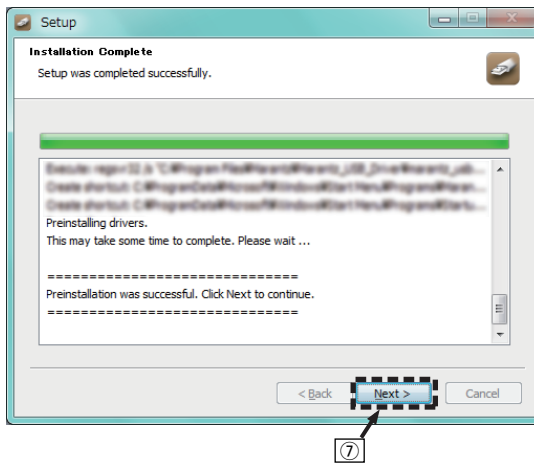 Setup
Installation Complete
Setup was completed successfully.
Preinstalling drivers.
This may take some time to complete. Please wait ...
==============================
Preinstallation was successful. Click Next to continue.
==============================
< Back
Next >
Cancel
⑦